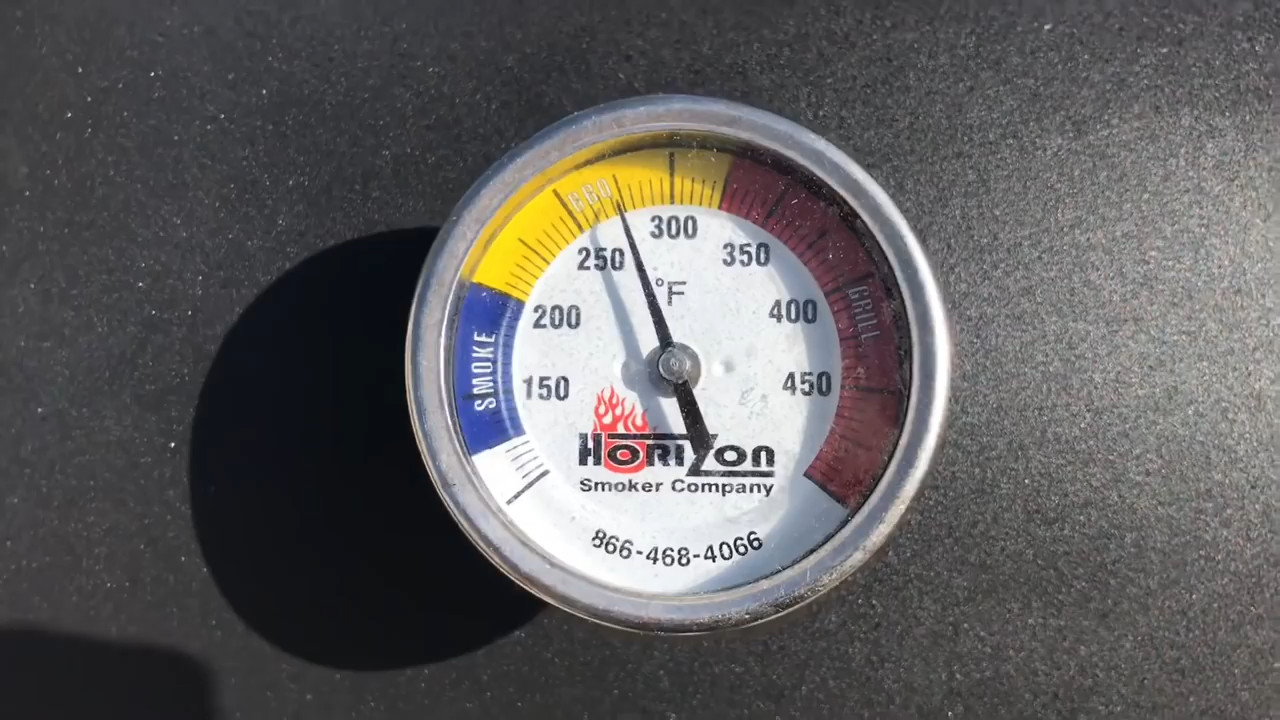 BBQ
300
250
350
°F
200
400
GRILL
SMOKE
150
450
HORIZON
Smoker Company
866-468-4066